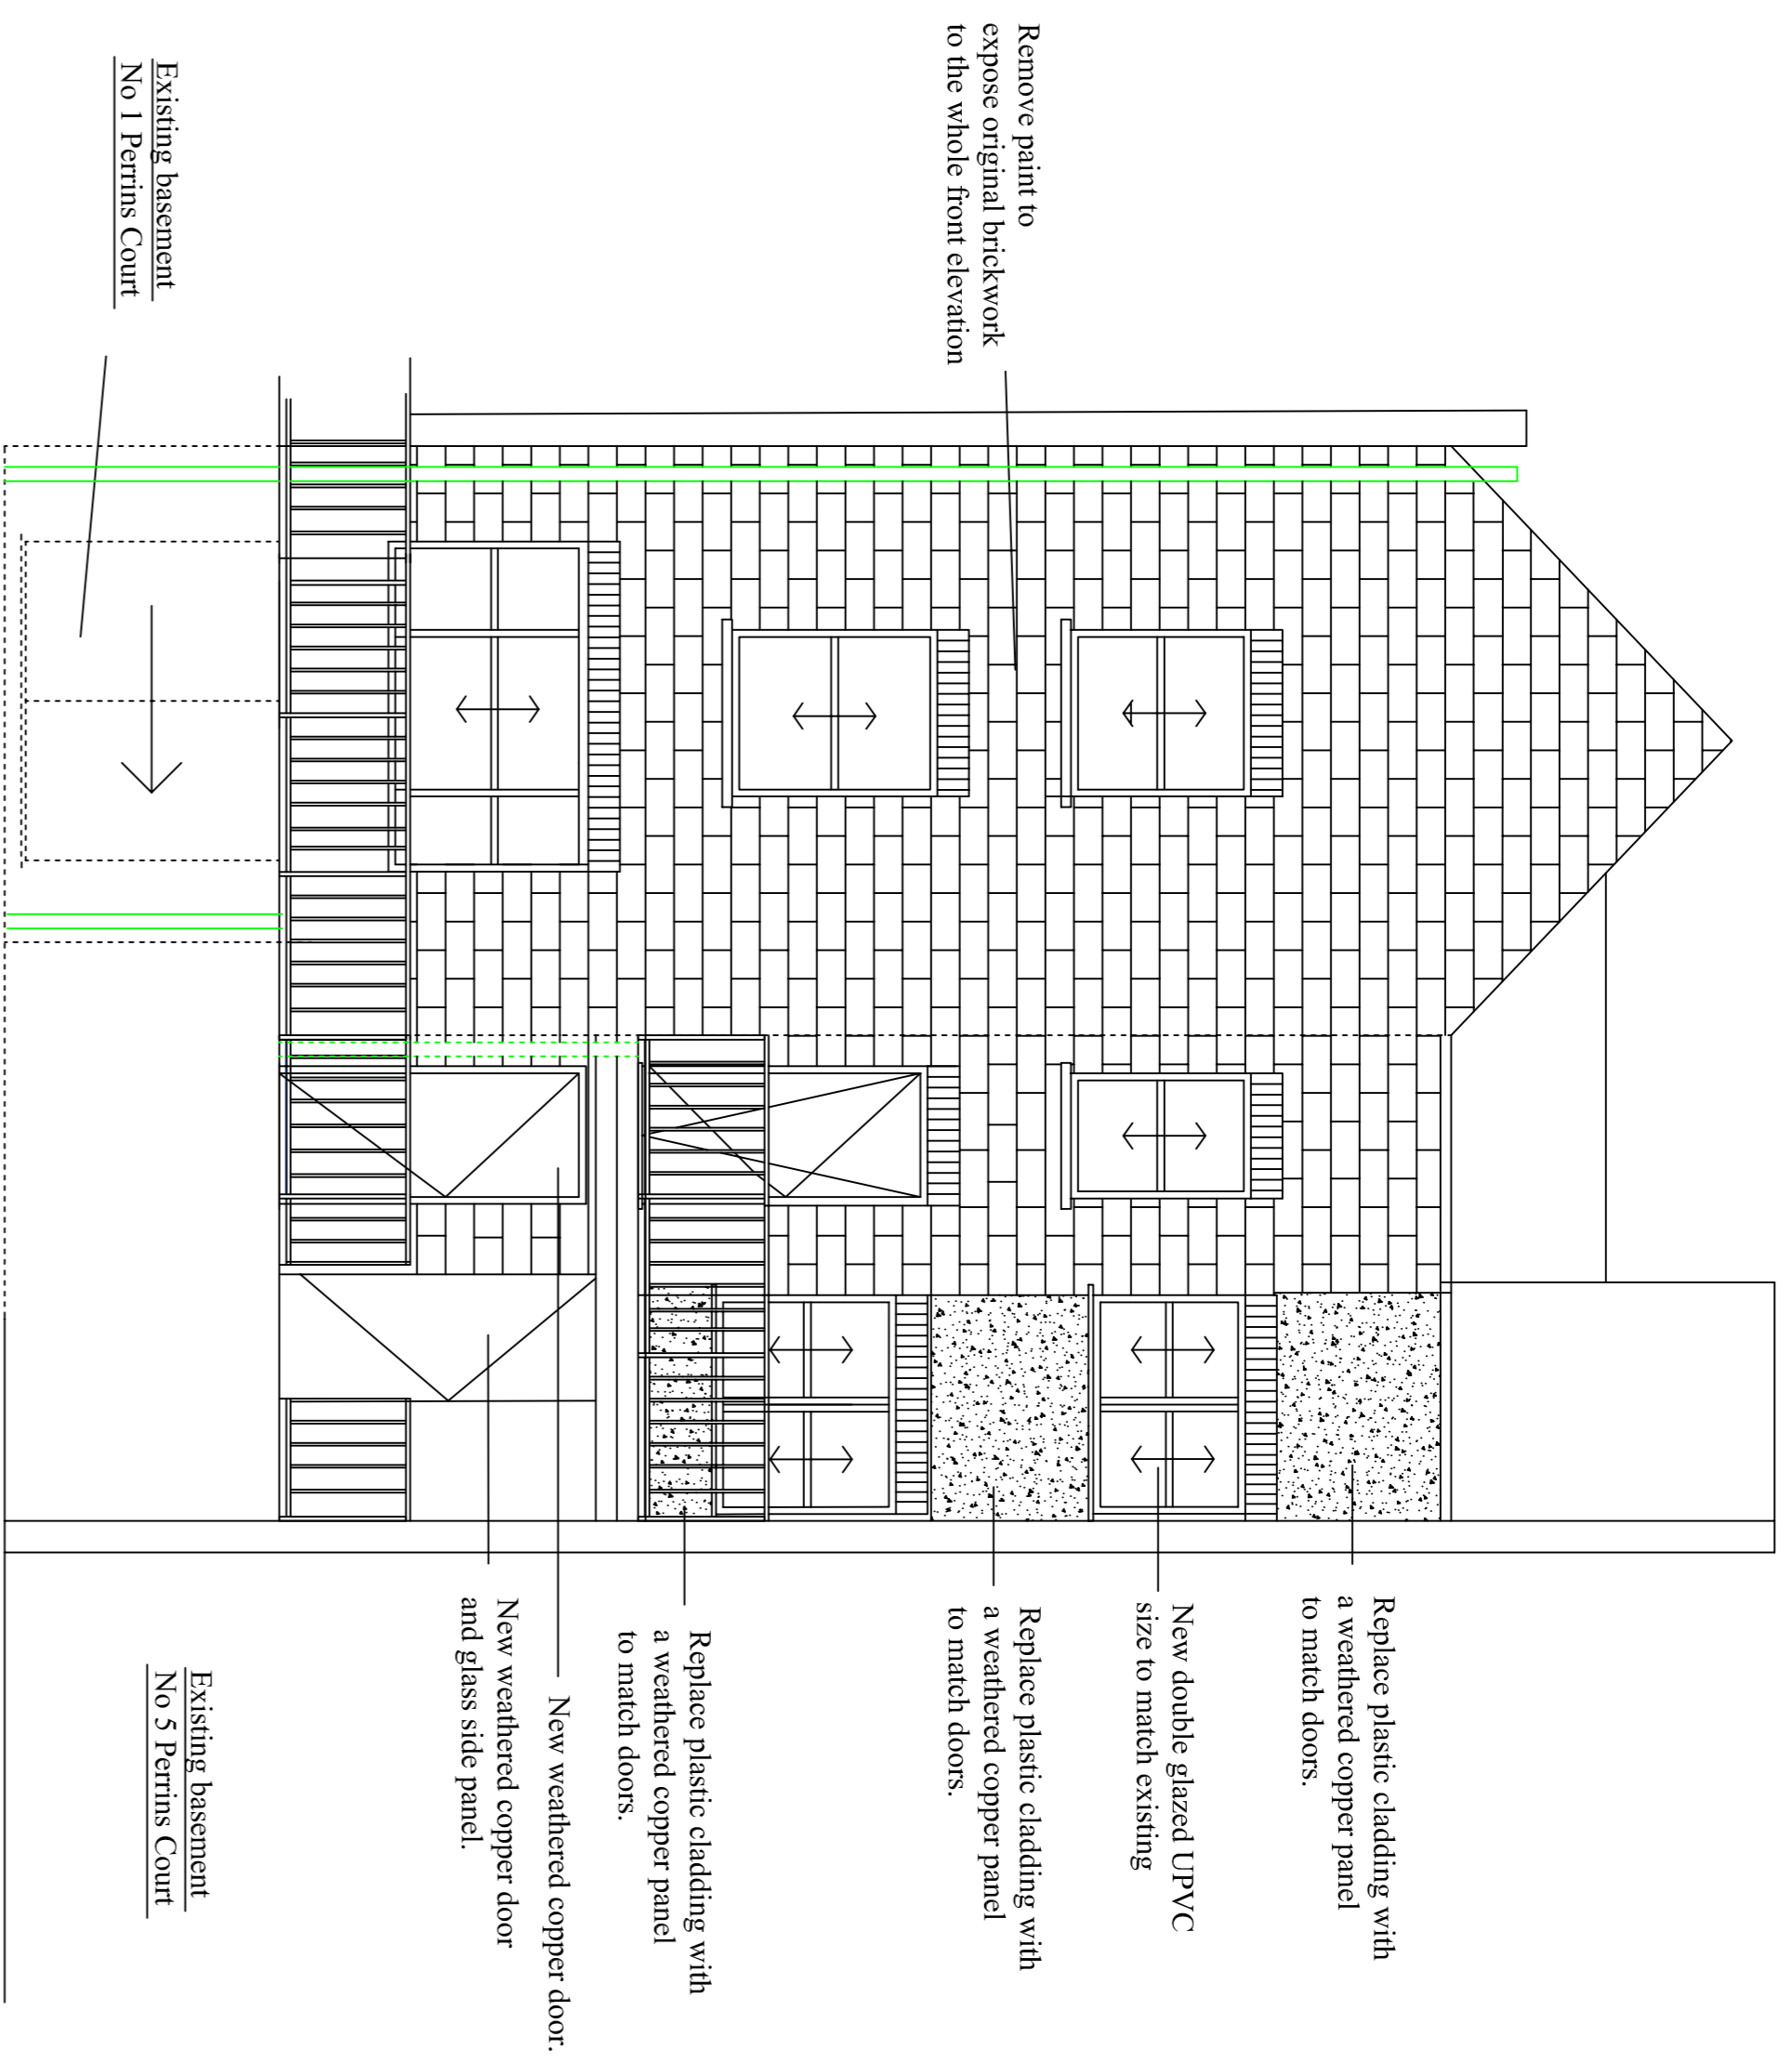 Remove paint to
expose original brickwork
to the whole front elevation
Existing basement
No 1 Perrins Court
Replace plastic cladding with
a weathered copper panel
to match doors.
New double glazed UPVC
size to match existing
Replace plastic cladding with
a weathered copper panel
to match doors.
Replace plastic cladding with
a weathered copper panel
to match doors.
New weathered copper door.
New weathered copper door
and glass side panel.
Existing basement
No 5 Perrins Court